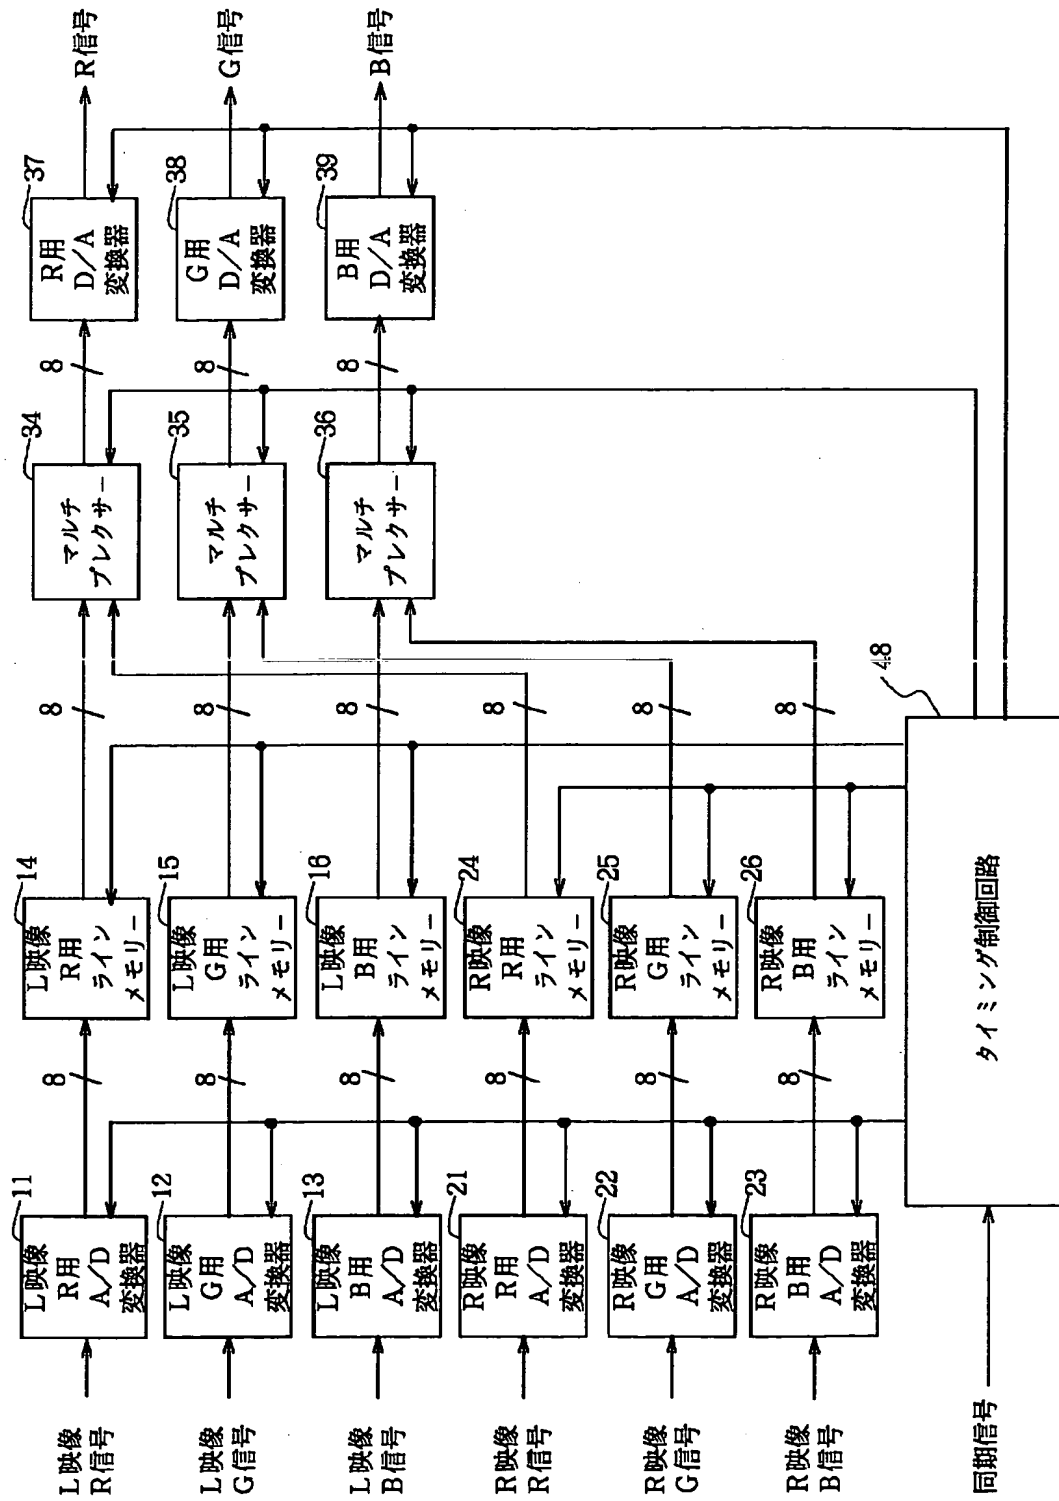 L映像
R信号
L映像
G信号
L映像
B信号
R映像
R信号
R映像
G信号
R映像
B信号
同期信号
11
L映像
R用
A/D
変換器
12
L映像
G用
A/D
変換器
13
L映像
B用
A/D
変換器
21
R映像
R用
A/D
変換器
22
R映像
G用
A/D
変換器
23
R映像
B用
A/D
変換器
8
8
8
8
8
8
14
L映像
R用
ライン
メモリー
15
L映像
G用
ライン
メモリー
16
L映像
B用
ライン
メモリー
24
R映像
R用
ライン
メモリー
25
R映像
G用
ライン
メモリー
26
R映像
B用
ライン
メモリー
タイミング制御回路
48
8
8
8
8
8
8
34
マルチ
プレクサー
35
マルチ
プレクサー
36
マルチ
プレクサー
8
8
8
37
R用
D/A
変換器
38
G用
D/A
変換器
39
B用
D/A
変換器
R信号
G信号
B信号